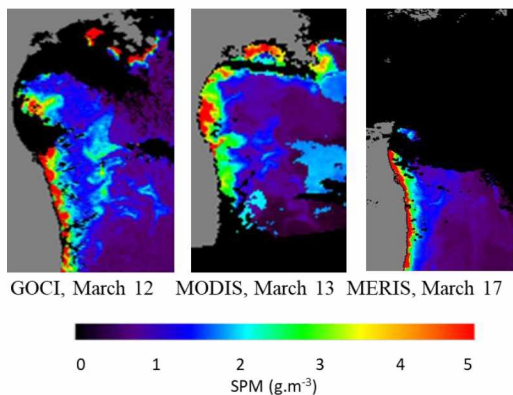 GOCI, March 12 MODIS, March 13 MERIS, March 17
0 1 2 3 4 5
SPM (g.m⁻³)